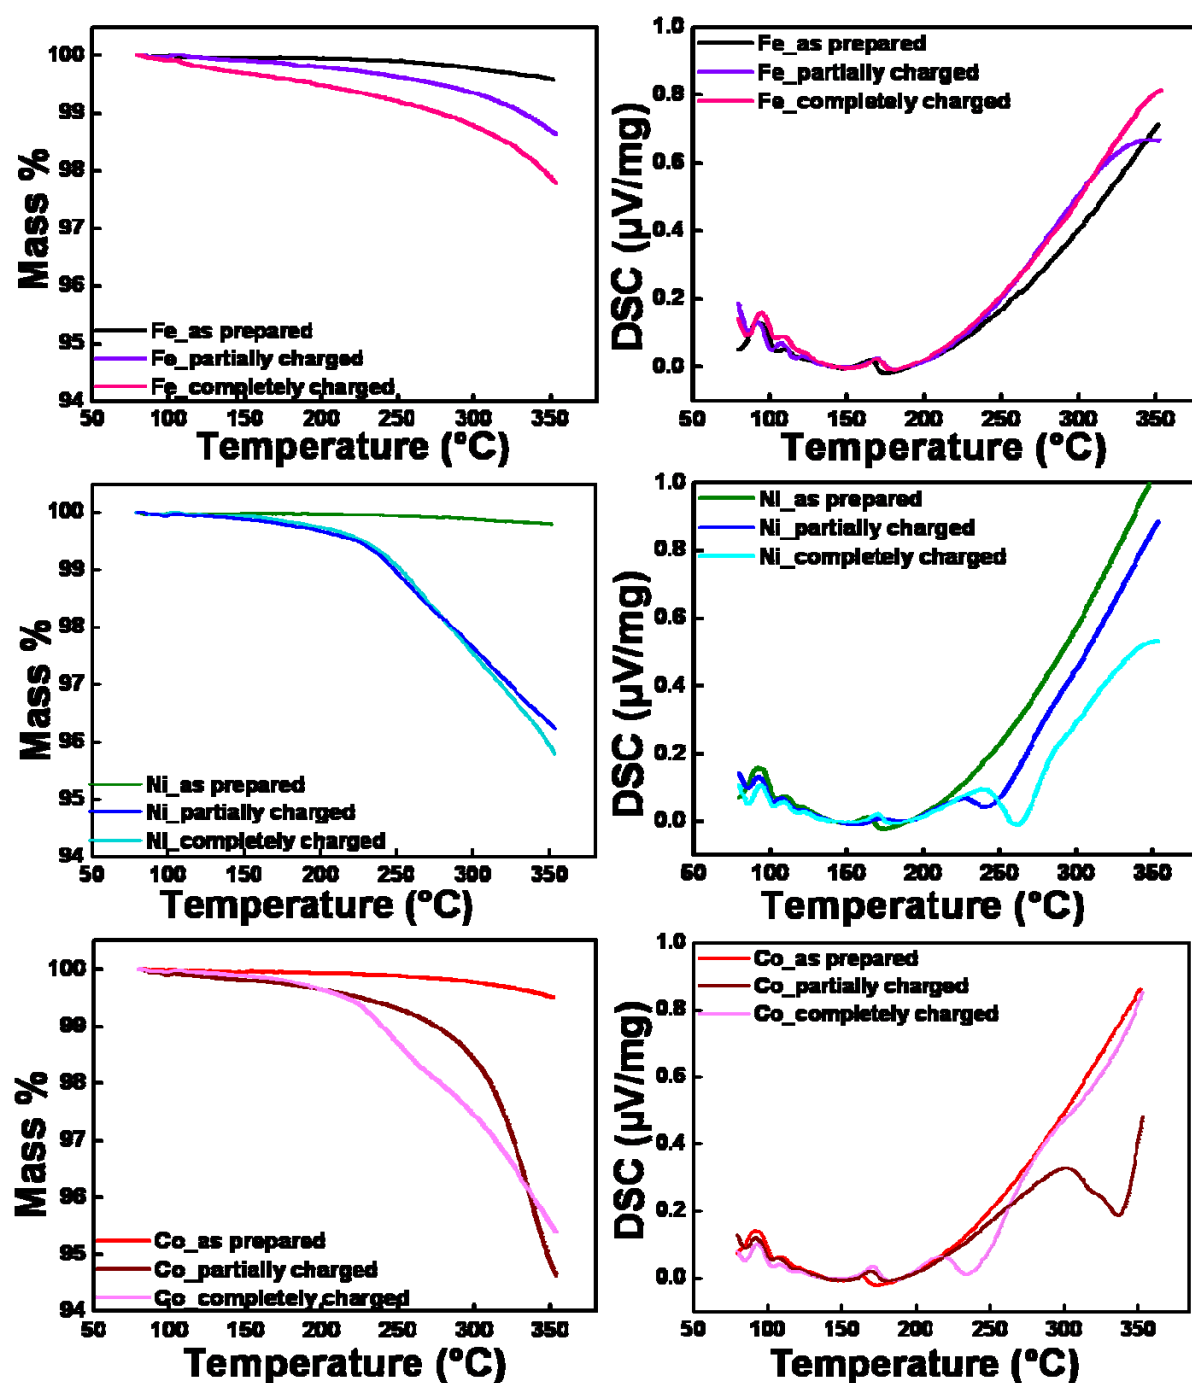 100
99
98
97
96
95
94
Mass %
Fe_as prepared
Fe_partially charged
Fe_completely charged
50 100 150 200 250 300 350
Temperature (°C)
1.0
0.8
0.6
0.4
0.2
0.0
DSC (µV/mg)
Fe_as prepared
Fe_partially charged
Fe_completely charged
50 100 150 200 250 300 350
Temperature (°C)
100
99
98
97
96
95
94
Mass %
Ni_as prepared
Ni_partially charged
Ni_completely charged
50 100 150 200 250 300 350
Temperature (°C)
1.0
0.8
0.6
0.4
0.2
0.0
DSC (µV/mg)
Ni_as prepared
Ni_partially charged
Ni_completely charged
50 100 150 200 250 300 350
Temperature (°C)
100
99
98
97
96
95
94
Mass %
Co_as prepared
Co_partially charged
Co_completely charged
50 100 150 200 250 300 350
Temperature (°C)
1.0
0.8
0.6
0.4
0.2
0.0
DSC (µV/mg)
Co_as prepared
Co_partially charged
Co_completely charged
50 100 150 200 250 300 350
Temperature (°C)